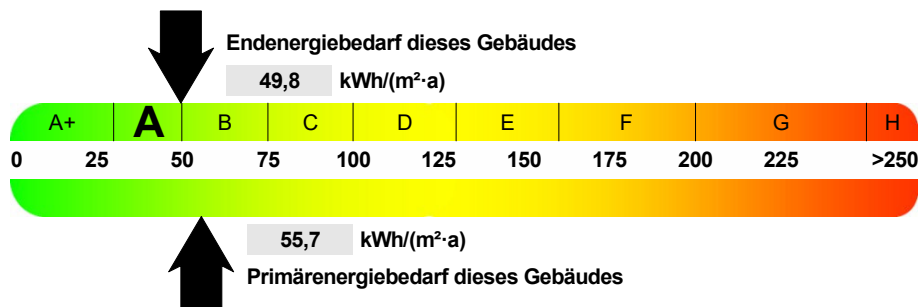 Endenergiebedarf dieses Gebäudes
49,8 kWh/(m²·a)
A+ A B C D E F G H
0 25 50 75 100 125 150 175 200 225 >250
55,7 kWh/(m²·a)
Primärenergiebedarf dieses Gebäudes